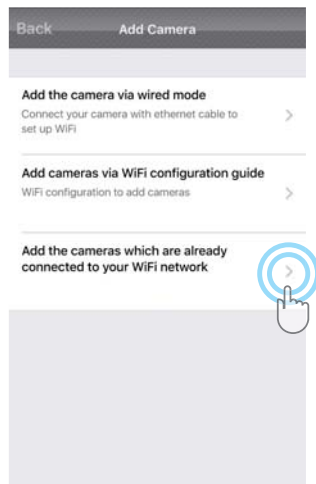 Back Add Camera
Add the camera via wired mode
Connect your camera with ethernet cable to
set up WiFi
Add cameras via WiFi configuration guide
WiFi configuration to add cameras
Add the cameras which are already
connected to your WiFi network